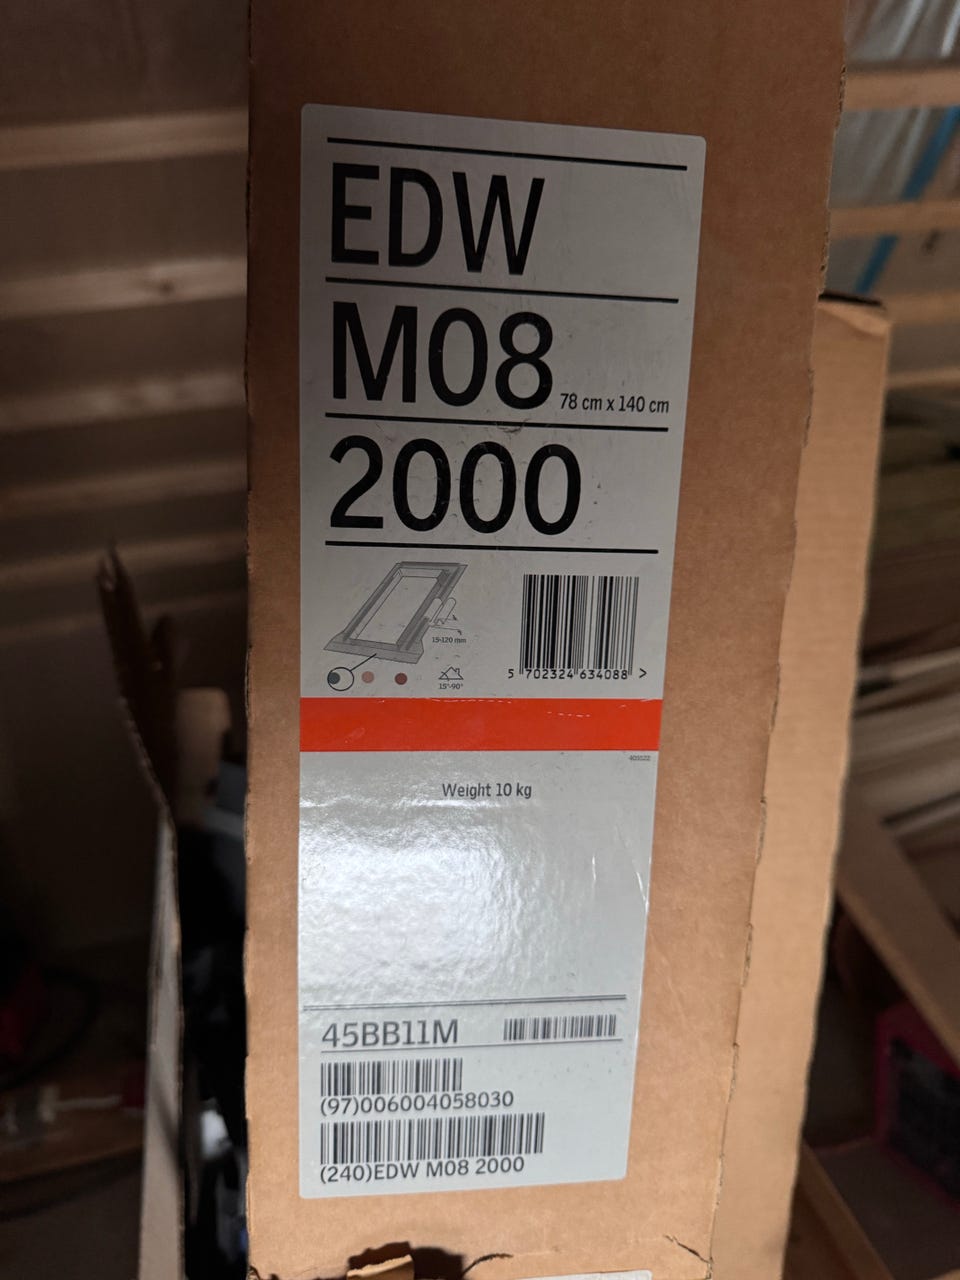 EDW
M08 78 cm x 140 cm
2000
15-120 mm
15°-90°
5 702324 634088 >
Weight 10 kg
45BB11M
(97)006004058030
(240)EDW M08 2000